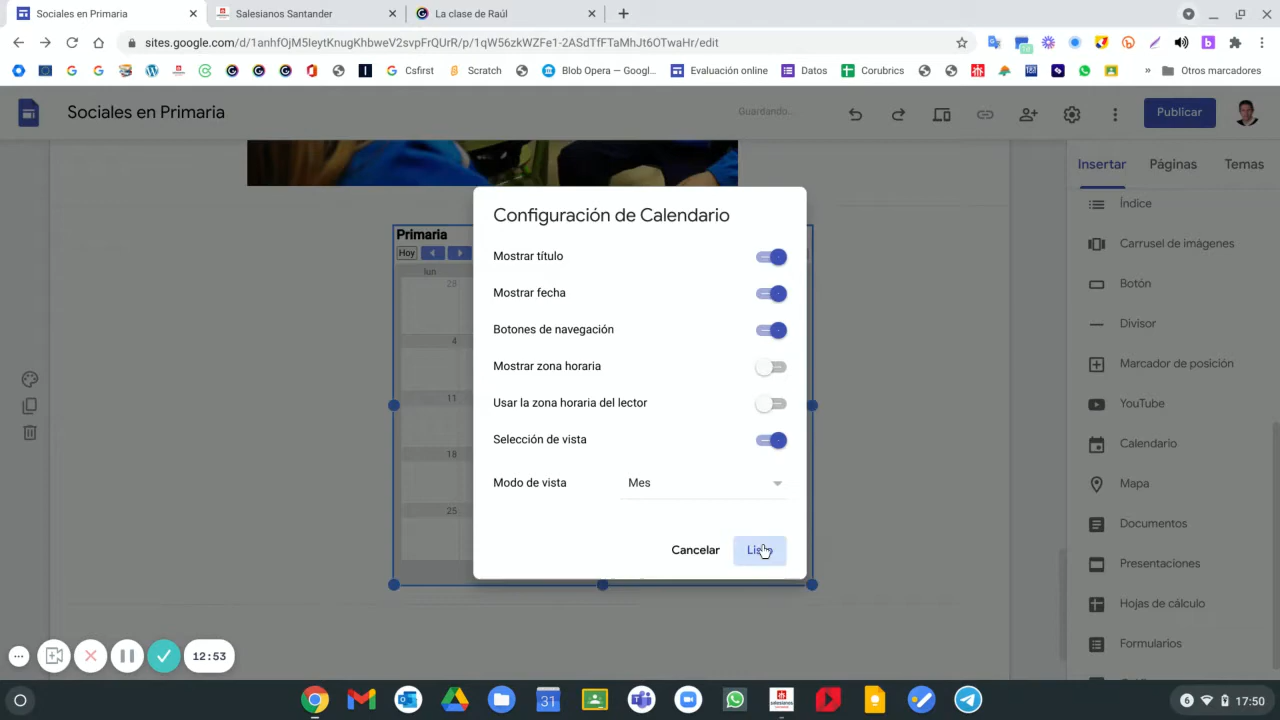 Sociales en Primaria
Salesianos Santander
La clase de Raúl
sites.google.com/d/1anhfOjM5IeyKnugKhbweV2svpFrQUrR/p/1qW56zkWZFe1-2ASdTfFTaMhJt6OTwaHr/edit
Csfirst
Scratch
Blob Opera — Googl...
Evaluación online
Datos
Corubrics
»
Otros marcadores
Sociales en Primaria
Guardando...
Publicar
Insertar
Páginas
Temas
Índice
Carrusel de imágenes
Botón
Divisor
Marcador de posición
YouTube
Calendario
Mapa
Documentos
Presentaciones
Hojas de cálculo
Formularios
Primaria
Hoy
lun
28
4
11
18
25
Configuración de Calendario
Mostrar título
Mostrar fecha
Botones de navegación
Mostrar zona horaria
Usar la zona horaria del lector
Selección de vista
Modo de vista
Mes
Cancelar
12:53
31
6
17:50